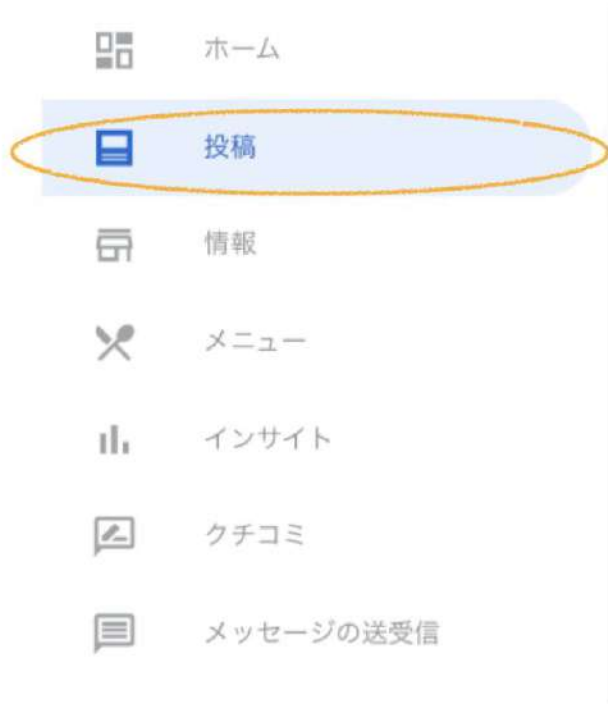 ホーム
投稿
情報
メニュー
インサイト
クチコミ
メッセージの送受信